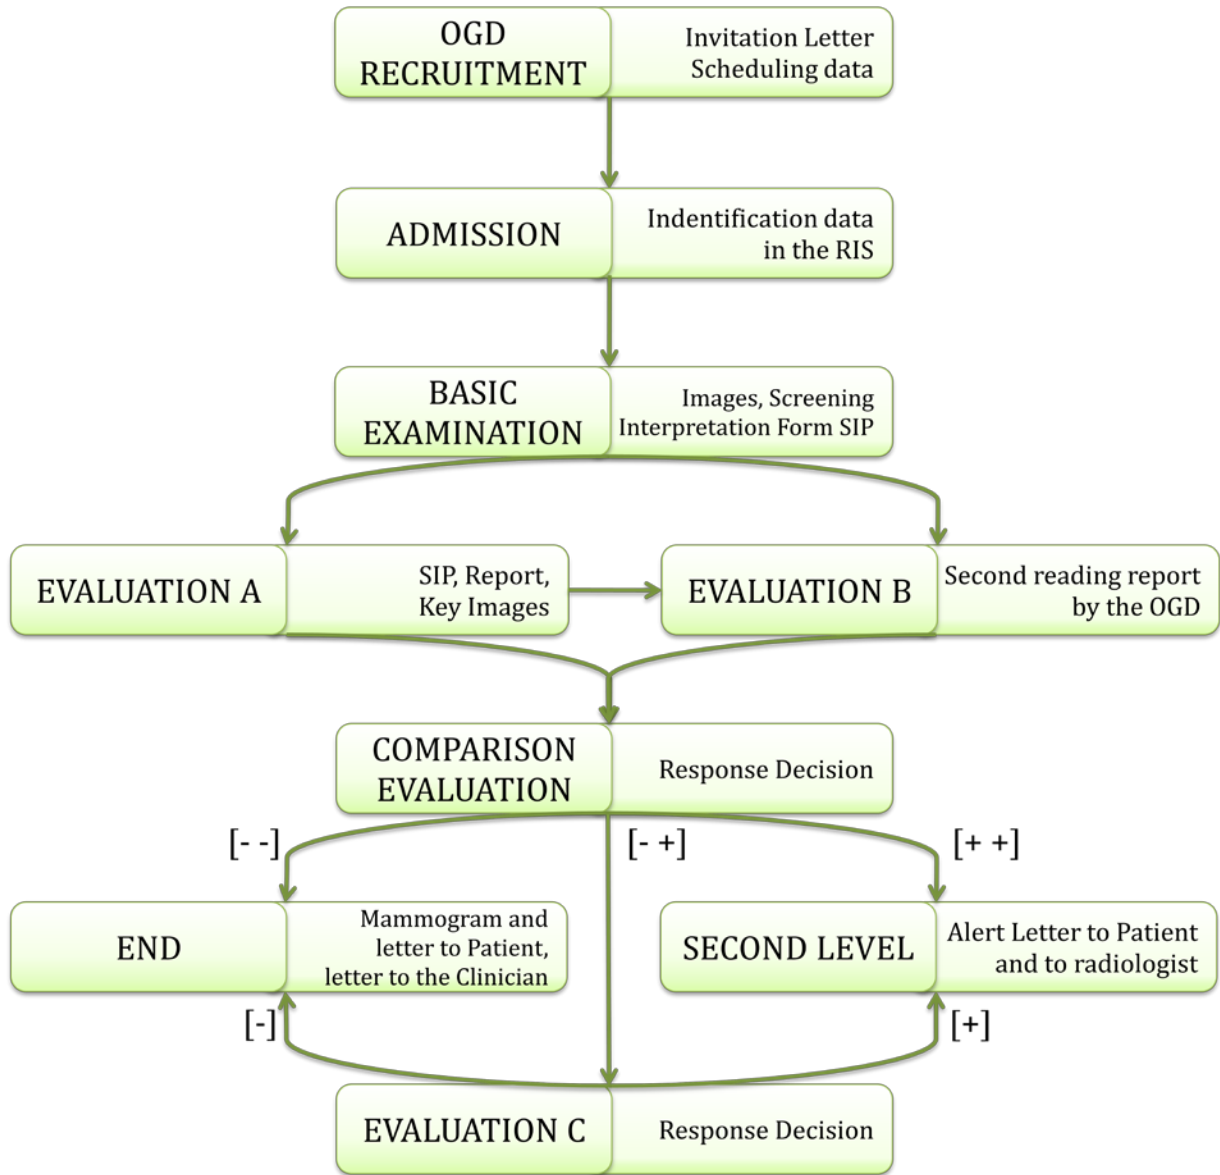 OGD
RECRUITMENT
Invitation Letter
Scheduling data
ADMISSION
Indentification data
in the RIS
BASIC
EXAMINATION
Images, Screening
Interpretation Form SIP
EVALUATION A
SIP, Report,
Key Images
EVALUATION B
Second reading report
by the OGD
COMPARISON
EVALUATION
Response Decision
[- -]
[- +]
[+ +]
END
Mammogram and
letter to Patient,
letter to the Clinician
SECOND LEVEL
Alert Letter to Patient
and to radiologist
[-]
[+]
EVALUATION C
Response Decision